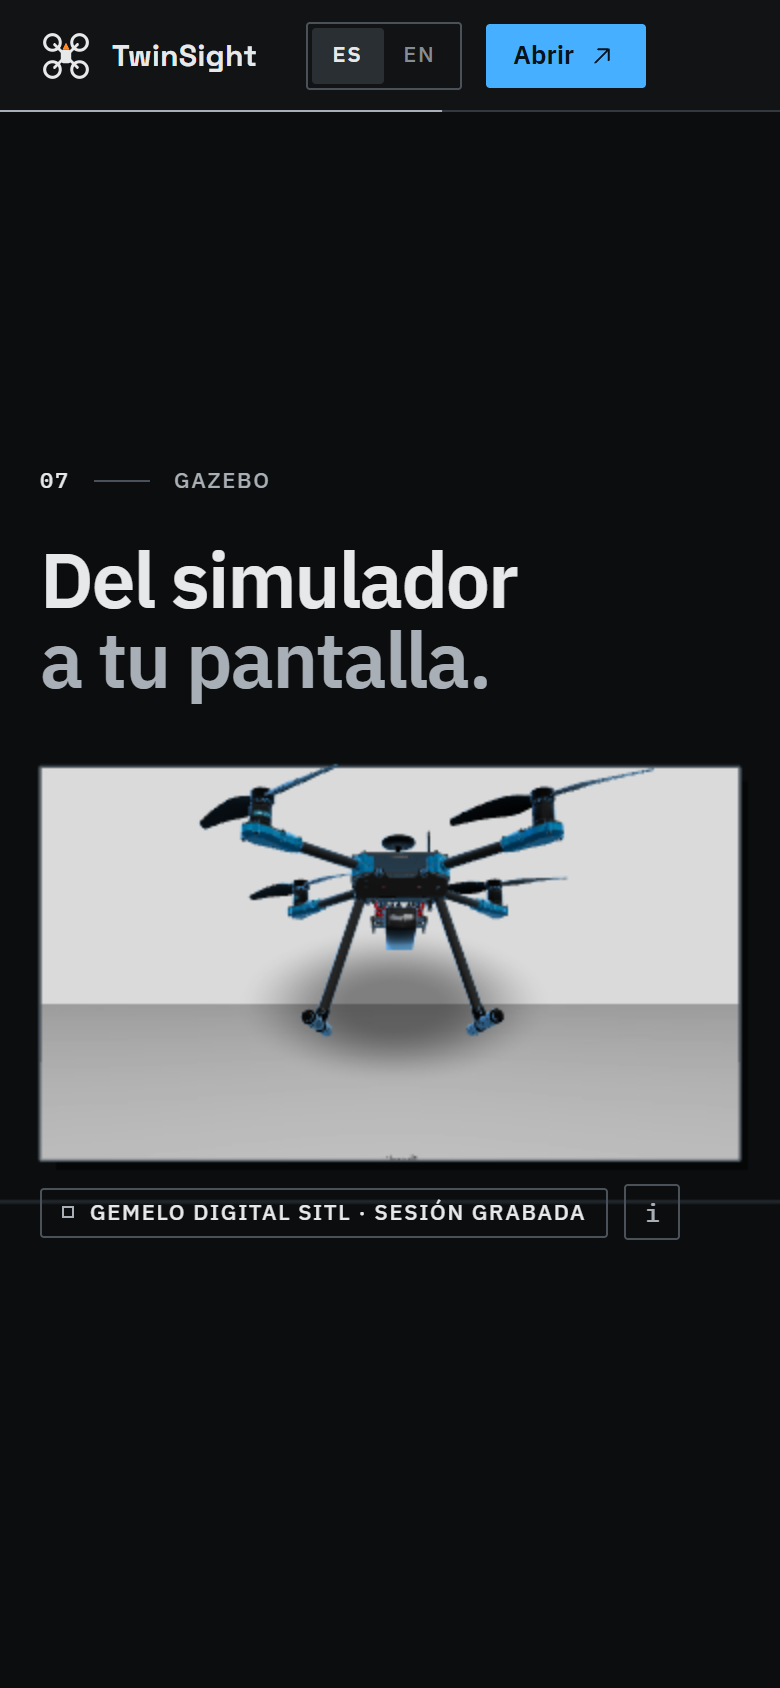 TwinSight
ES EN
Abrir
07 GAZEBO
Del simulador
a tu pantalla.
GEMELO DIGITAL SITL · SESIÓN GRABADA
i